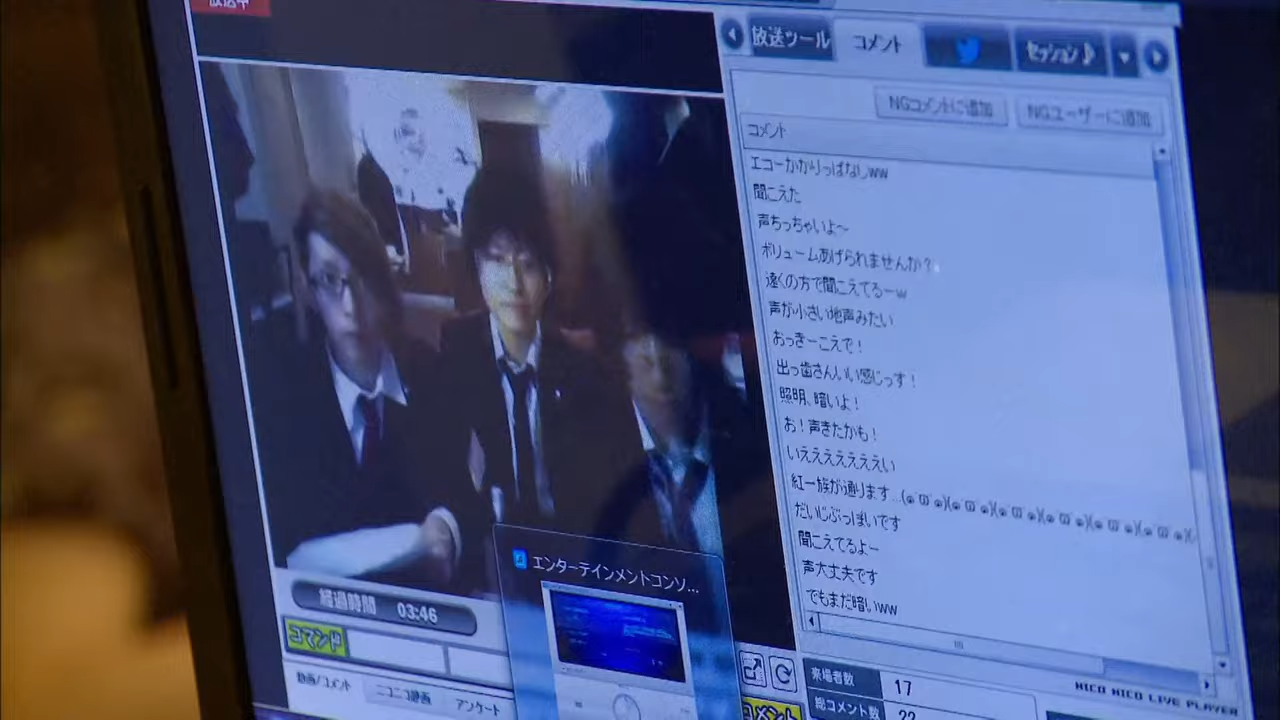 放送中
放送ツール
コメント
セッション♪
NGコメントに追加
NGユーザーに追加
コメント
エコーかかりっぱなしww
聞こえた
声ちっちゃいよ～
ボリュームあげられませんか？
遠くの方で聞こえてるーw
声が小さい地声みたい
おっきーこえで！
出っ歯さんいい感じっす！
照明、暗いよ！
お！声きたかも！
いえええええええい
紅一族が通ります…(
だいじぶっぽいです
聞こえてるよー
声大丈夫です
でもまだ暗いww
エンターテインメントコンソ...
経過時間 03:46
コマンド
動画/コメント
ニコニコ動画
アンケート
コメント
来場者数 17
総コメント数 22
NICO NICO LIVE PLAYER